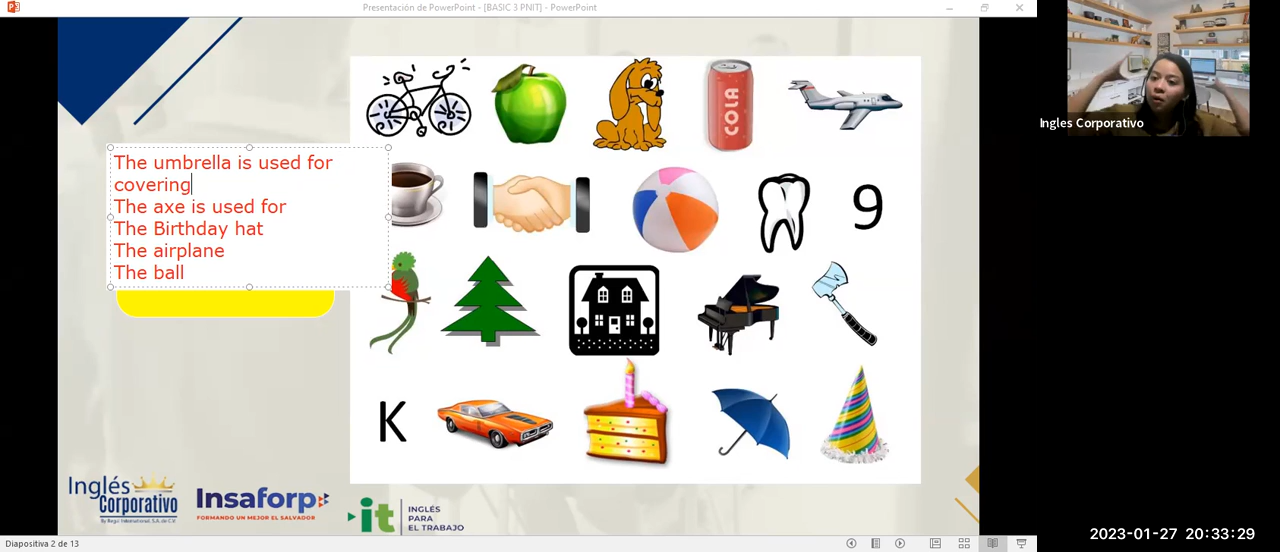 Presentación de PowerPoint - [BASIC 3 PNIT] - PowerPoint
The umbrella is used for
covering
The axe is used for
The Birthday hat
The airplane
The ball
COLA
9
K
Ingles Corporativo
Inglés
Corporativo
By Regal International, S.A. de C.V.
Insaforp
FORMANDO UN MEJOR EL SALVADOR
it
INGLÉS
PARA
EL TRABAJO
Diapositiva 2 de 13
2023-01-27 20:33:29